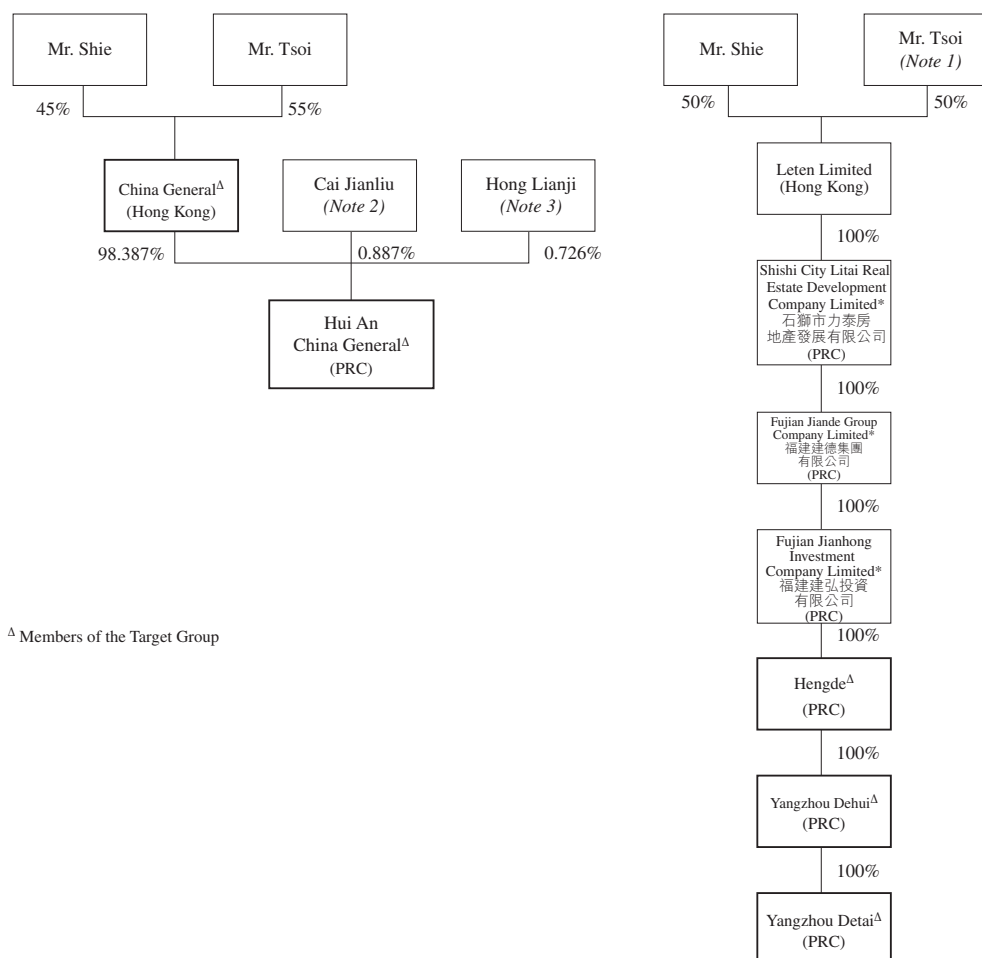 Mr. Shie
Mr. Tsoi
45%
55%
China General Δ
(Hong Kong)
Cai Jianliu
(Note 2)
Hong Lianji
(Note 3)
98.387%
0.887%
0.726%
Hui An
China General Δ
(PRC)
Δ Members of the Target Group
Mr. Shie
Mr. Tsoi
(Note 1)
50%
50%
Leten Limited
(Hong Kong)
100%
Shishi City Litai Real
Estate Development
Company Limited*
石獅市力泰房
地產發展有限公司
(PRC)
100%
Fujian Jiande Group
Company Limited*
福建建德集團
有限公司
(PRC)
100%
Fujian Jianhong
Investment
Company Limited*
福建建弘投資
有限公司
(PRC)
100%
Hengde Δ
(PRC)
100%
Yangzhou Dehui Δ
(PRC)
100%
Yangzhou Detai Δ
(PRC)